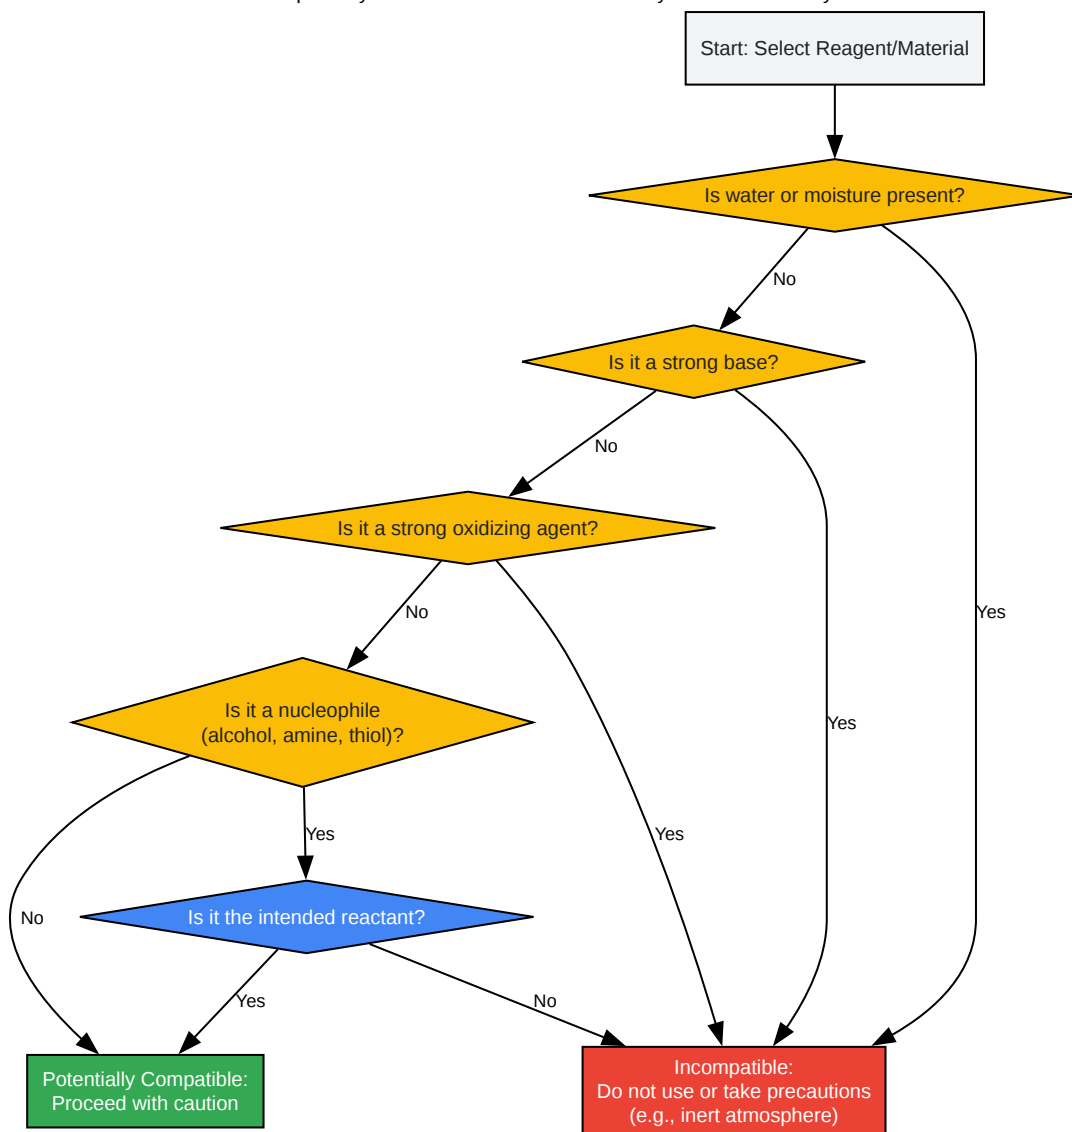 Start: Select Reagent/Material
Is water or moisture present?
No
Is it a strong base?
No
Is it a strong oxidizing agent?
No
Yes
Is it a nucleophile
(alcohol, amine, thiol)?
Yes
Yes
Yes
Is it the intended reactant?
No
Yes
No
Potentially Compatible:
Proceed with caution
Incompatible:
Do not use or take precautions
(e.g., inert atmosphere)